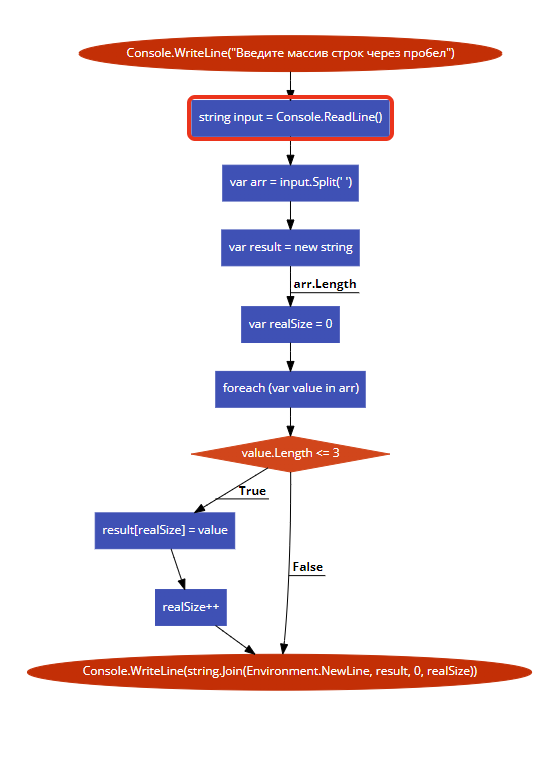 Console.WriteLine("Введите массив строк через пробел")
string input = Console.ReadLine()
var arr = input.Split(' ')
var result = new string
arr.Length
var realSize = 0
foreach (var value in arr)
value.Length <= 3
True
result[realSize] = value
False
realSize++
Console.WriteLine(string.Join(Environment.NewLine, result, 0, realSize))